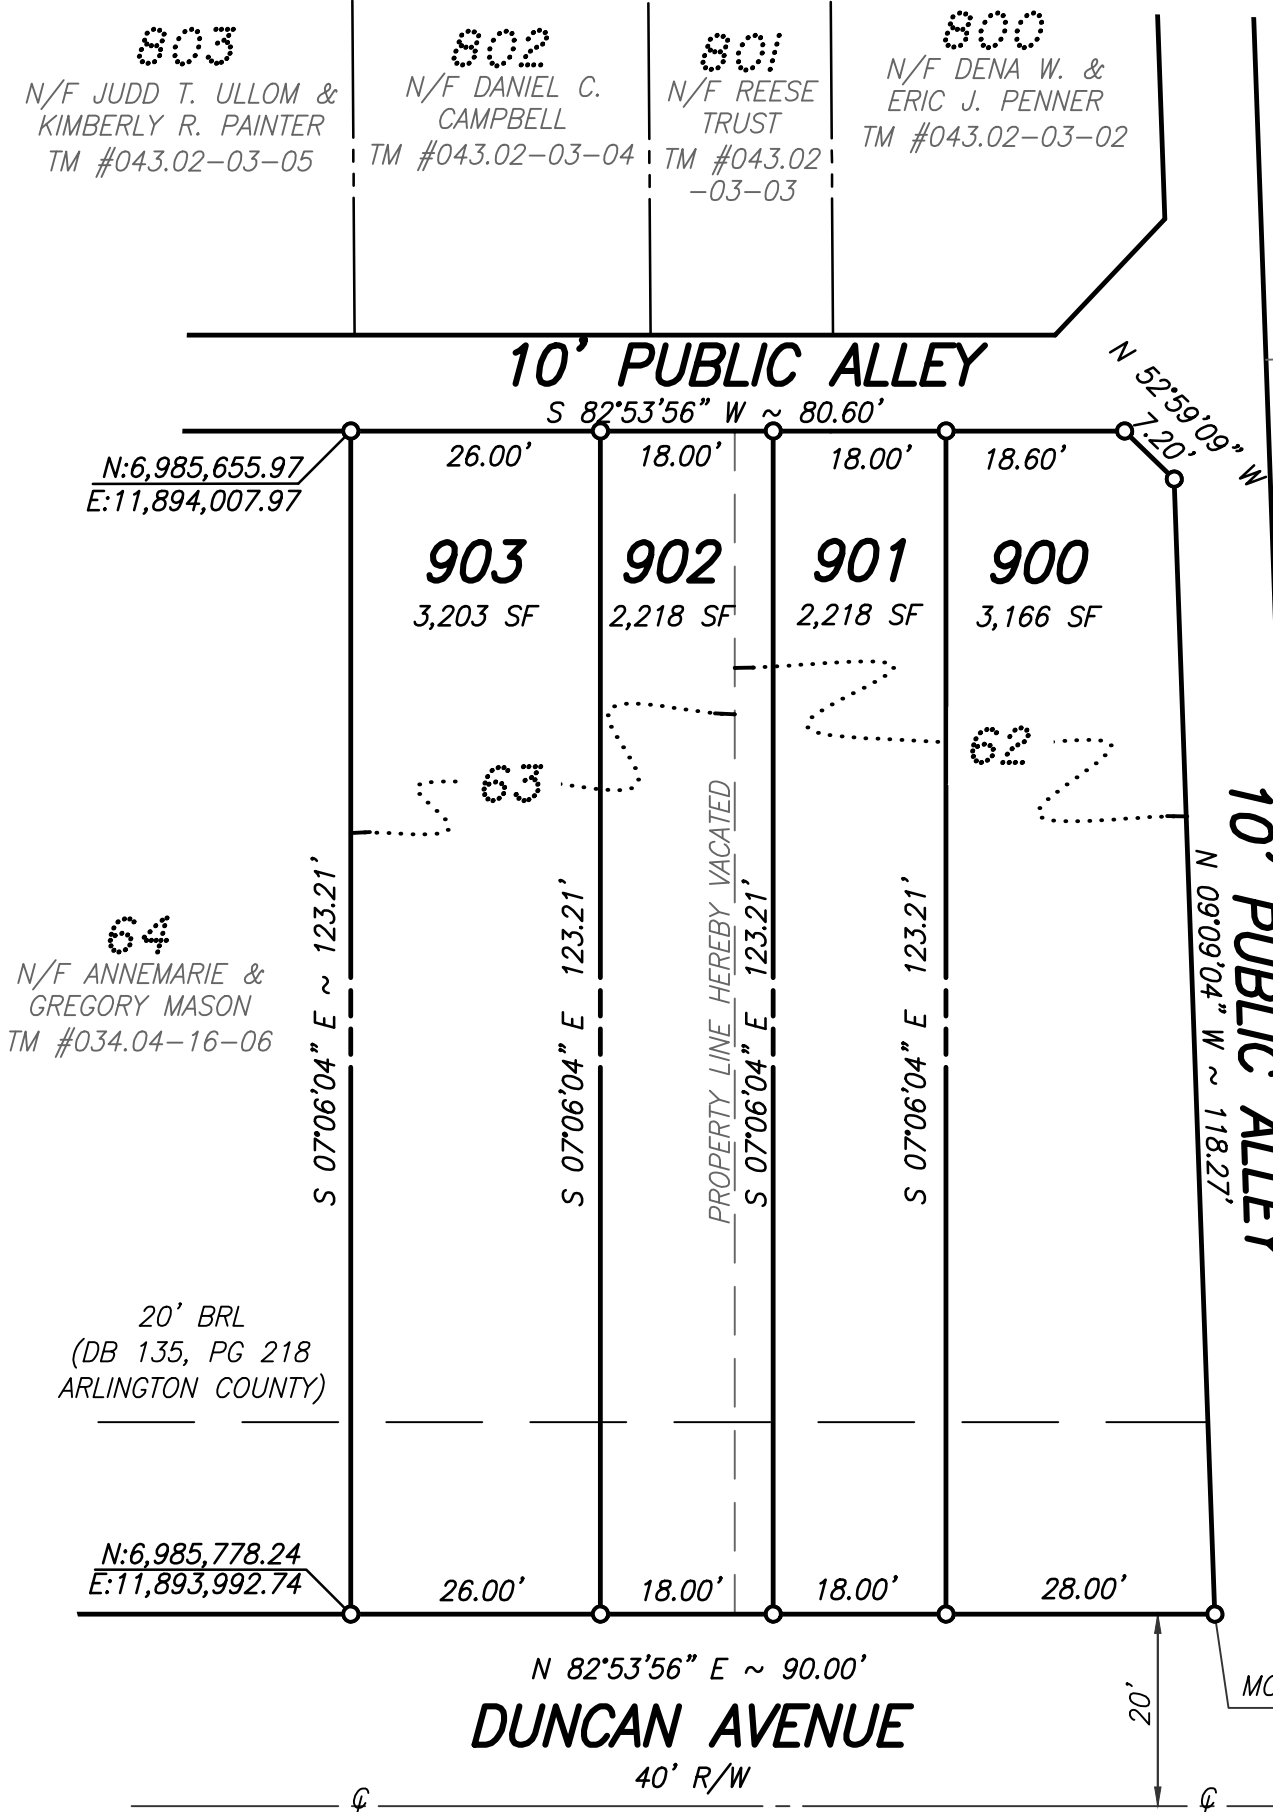 803
N/F JUDD T. ULLOM &
KIMBERLY R. PAINTER
TM #043.02-03-05
802
N/F DANIEL C.
CAMPBELL
TM #043.02-03-04
801
N/F REESE
TRUST
TM #043.02
-03-03
800
N/F DENA W. &
ERIC J. PENNER
TM #043.02-03-02
10' PUBLIC ALLEY
S 82°53'56" W ~ 80.60'
N 52°59'09" W
7.20'
26.00'
18.00'
18.00'
18.60'
N:6,985,655.97
E:11,894,007.97
903
3,203 SF
902
2,218 SF
901
2,218 SF
900
3,166 SF
63
62
64
N/F ANNEMARIE &
GREGORY MASON
TM #034.04-16-06
S 07°06'04" E ~ 123.21'
S 07°06'04" E 123.21'
PROPERTY LINE HEREBY VACATED
S 07°06'04" E 123.21'
S 07°06'04" E 123.21'
N 09°09'04" W ~ 118.27'
10' PUBLIC ALLEY
20' BRL
(DB 135, PG 218
ARLINGTON COUNTY)
N:6,985,778.24
E:11,893,992.74
26.00'
18.00'
18.00'
28.00'
N 82°53'56" E ~ 90.00'
DUNCAN AVENUE
40' R/W
20'
℄
℄